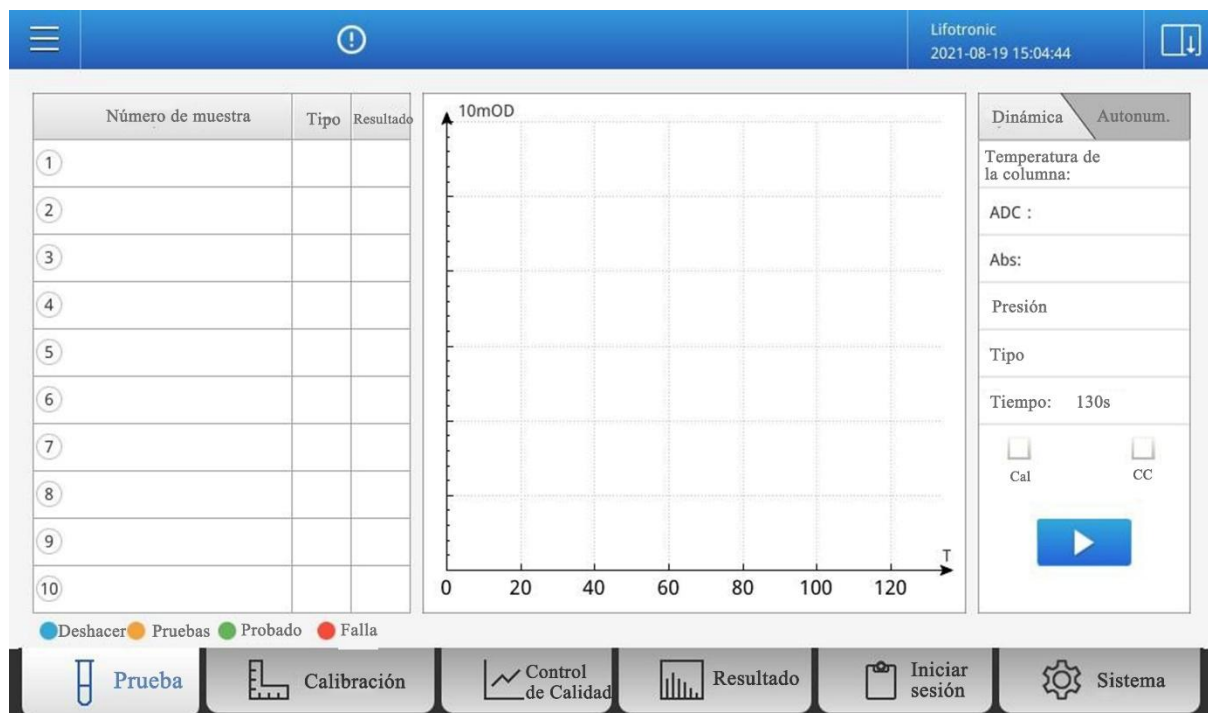 Lifotronic
2021-08-19 15:04:44
Número de muestra Tipo Resultado
1
2
3
4
5
6
7
8
9
10
10mOD
T
0 20 40 60 80 100 120
Dinámica Autonum.
Temperatura de
la columna:
ADC :
Abs:
Presión
Tipo
Tiempo: 130s
Cal CC
Deshacer Pruebas Probado Falla
Prueba
Calibración
Control
de Calidad
Resultado
Iniciar
sesión
Sistema